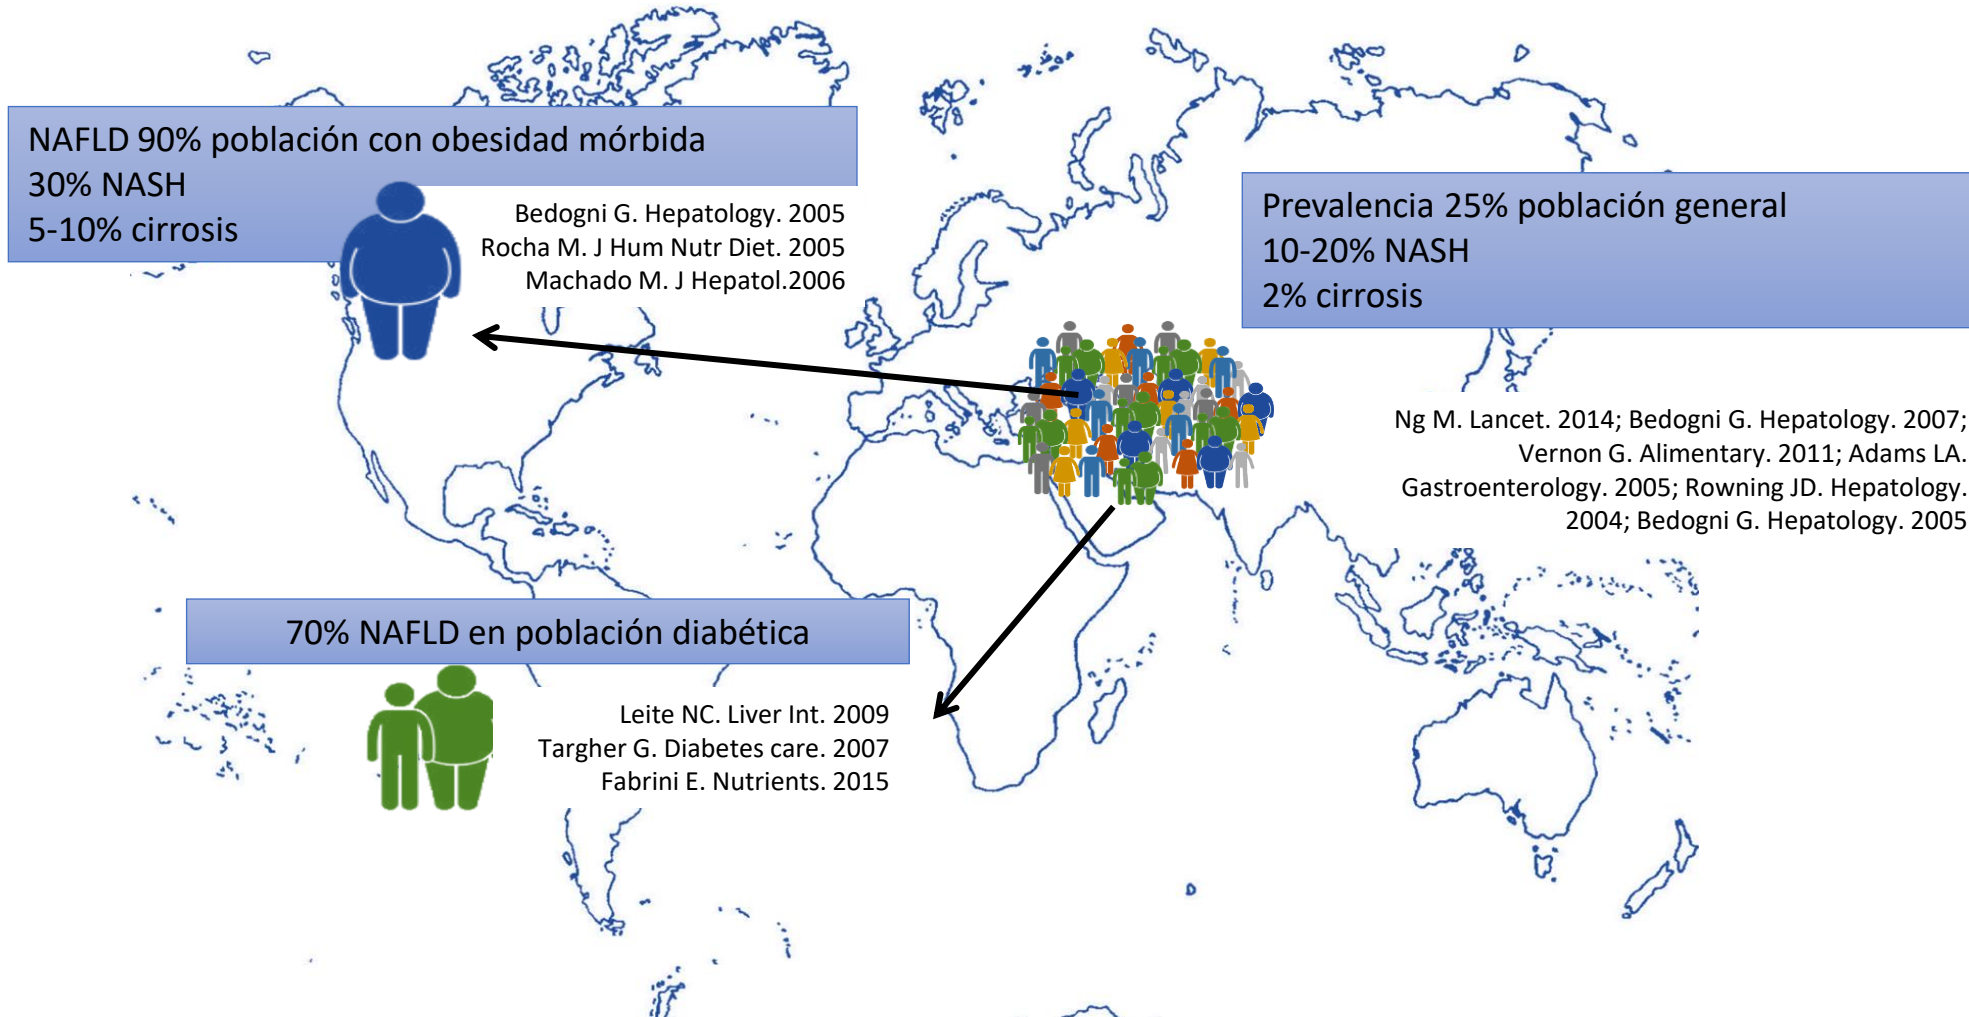 NAFLD 90% población con obesidad mórbida
30% NASH
5-10% cirrosis
Bedogni G. Hepatology. 2005
Rocha M. J Hum Nutr Diet. 2005
Machado M. J Hepatol.2006
Prevalencia 25% población general
10-20% NASH
2% cirrosis
Ng M. Lancet. 2014; Bedogni G. Hepatology. 2007;
Vernon G. Alimentary. 2011; Adams LA.
Gastroenterology. 2005; Rowning JD. Hepatology.
2004; Bedogni G. Hepatology. 2005
70% NAFLD en población diabética
Leite NC. Liver Int. 2009
Targher G. Diabetes care. 2007
Fabrini E. Nutrients. 2015